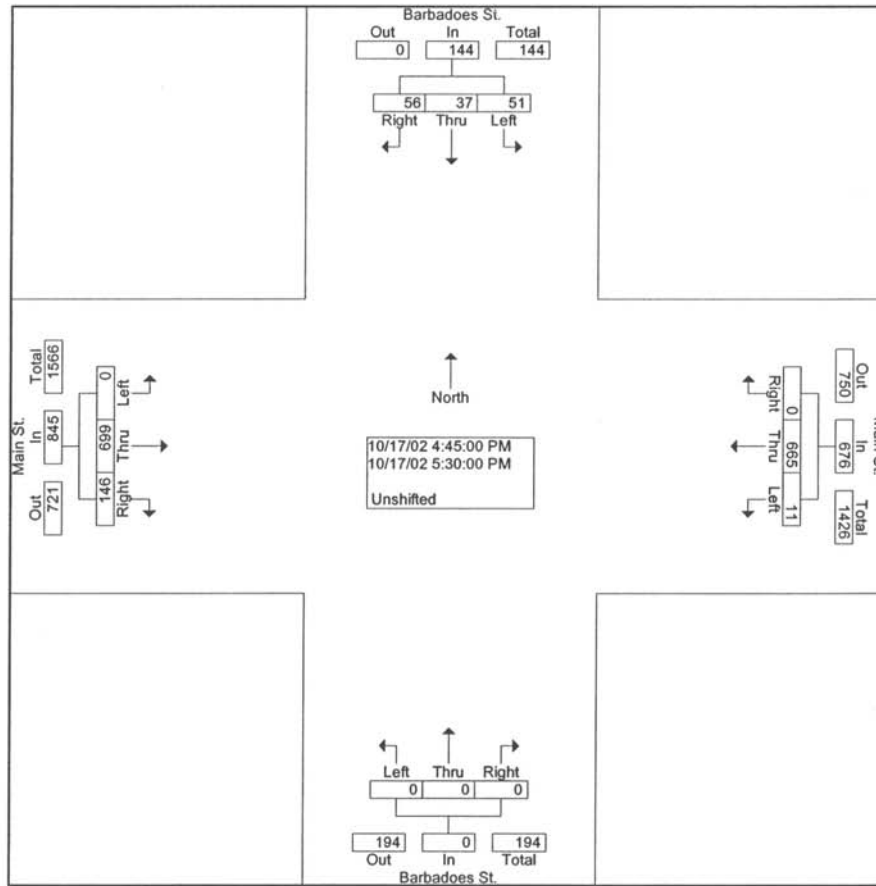 Barbadoes St.
Out In Total
0 144 144
56 37 51
Right Thru Left
Main St.
Total In Out
1566 845 721
0 699 146
Left Thru Right
North
10/17/02 4:45:00 PM
10/17/02 5:30:00 PM
Unshifted
Right Thru Left
0 665 11
750 676 1426
Out In Total
Main St.
Left Thru Right
0 0 0
194 0 194
Out In Total
Barbadoes St.